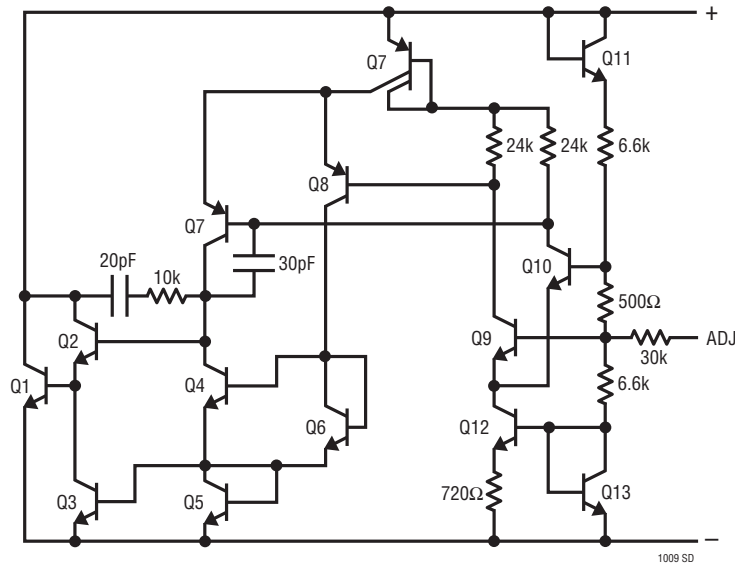 +
Q11
Q7
24k
24k
6.6k
Q8
Q7
20pF
10k
30pF
Q10
500Ω
Q2
Q9
ADJ
30k
Q1
Q4
6.6k
Q6
Q12
Q3
Q5
720Ω
Q13
–
1009 SD